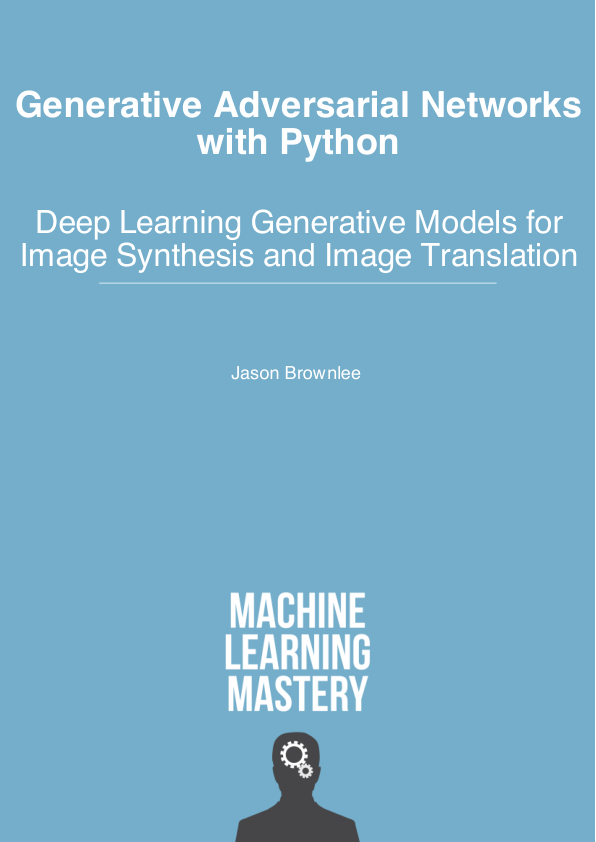 Generative Adversarial Networks
with Python
Deep Learning Generative Models for
Image Synthesis and Image Translation
Jason Brownlee
MACHINE
LEARNING
MASTERY